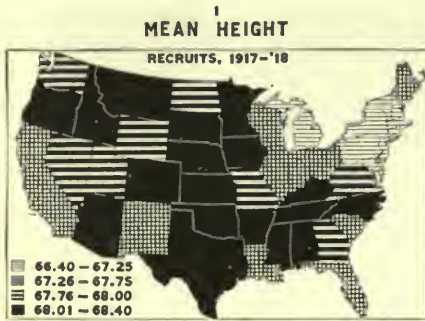 1
MEAN HEIGHT
RECRUITS, 1917-'18
66.40 – 67.25
67.26 – 67.75
67.76 – 68.00
68.01 – 68.40